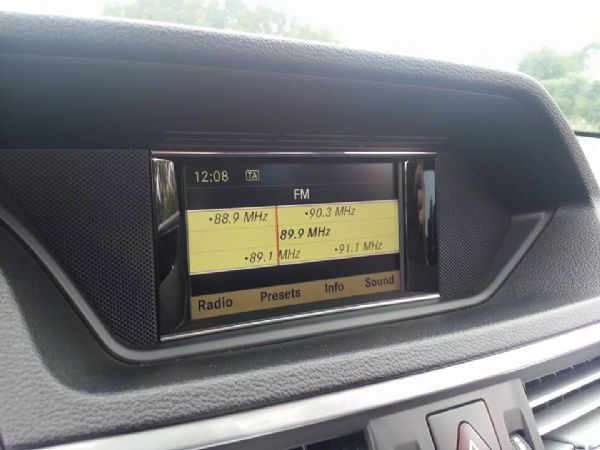 12:08 TA
FM
•88.9 MHz •90.3 MHz
89.9 MHz
•89.1 MHz •91.1 MHz
Radio Presets Info Sound